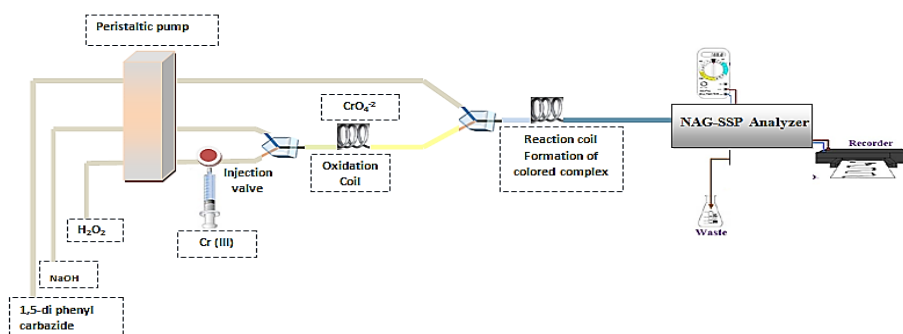 Peristaltic pump
CrO₄⁻²
Injection
valve
Oxidation
Coil
Reaction coil
Formation of
colored complex
NAG-SSP Analyzer
Recorder
H₂O₂
Cr (III)
Waste
NaOH
1,5-di phenyl
carbazide